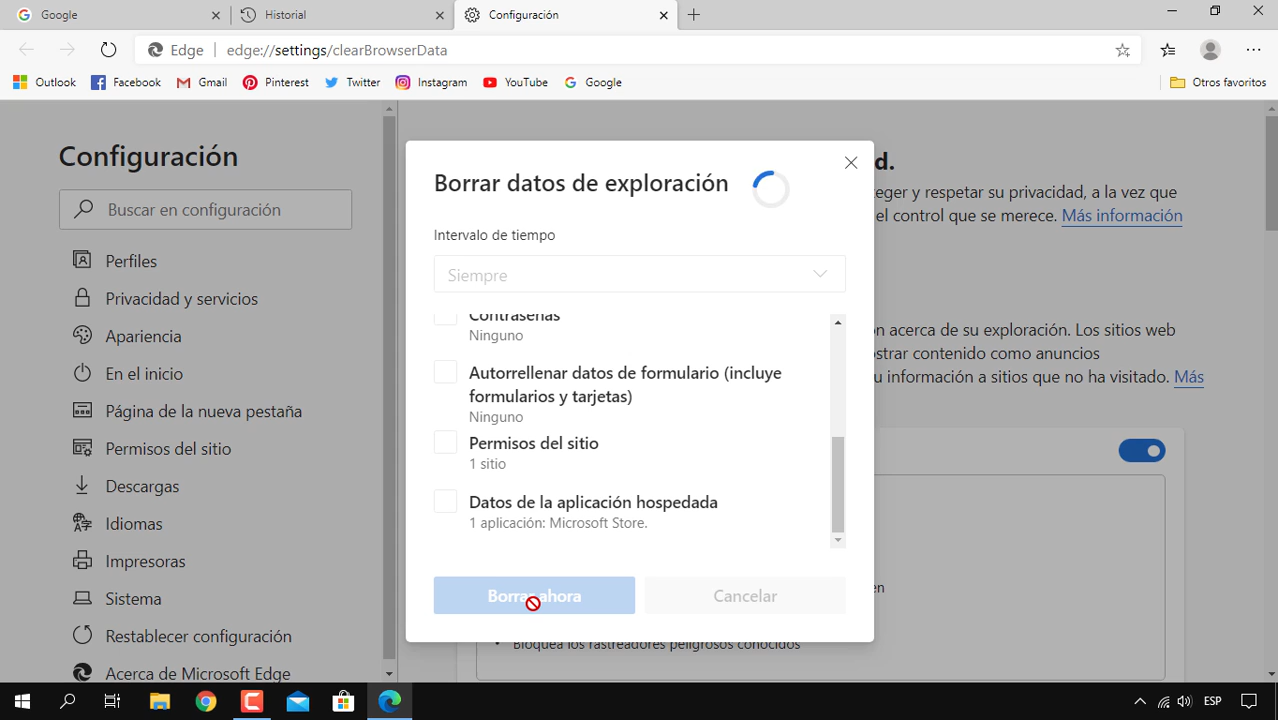 Google
Historial
Configuración
Edge
edge://settings/clearBrowserData
Outlook
Facebook
Gmail
Pinterest
Twitter
Instagram
YouTube
Google
Otros favoritos
Configuración
Buscar en configuración
Perfiles
Privacidad y servicios
Apariencia
En el inicio
Página de la nueva pestaña
Permisos del sitio
Descargas
Idiomas
Impresoras
Sistema
Restablecer configuración
Acerca de Microsoft Edge
Borrar datos de exploración
Intervalo de tiempo
Siempre
Contraseñas
Ninguno
Autorrellenar datos de formulario (incluye
formularios y tarjetas)
Ninguno
Permisos del sitio
1 sitio
Datos de la aplicación hospedada
1 aplicación: Microsoft Store.
Borrar ahora
Cancelar
d.
eger y respetar su privacidad, a la vez que
el control que se merece. Más información
ón acerca de su exploración. Los sitios web
ostrar contenido como anuncios
u información a sitios que no ha visitado. Más
en
Bloquea los rastreadores peligrosos conocidos
ESP